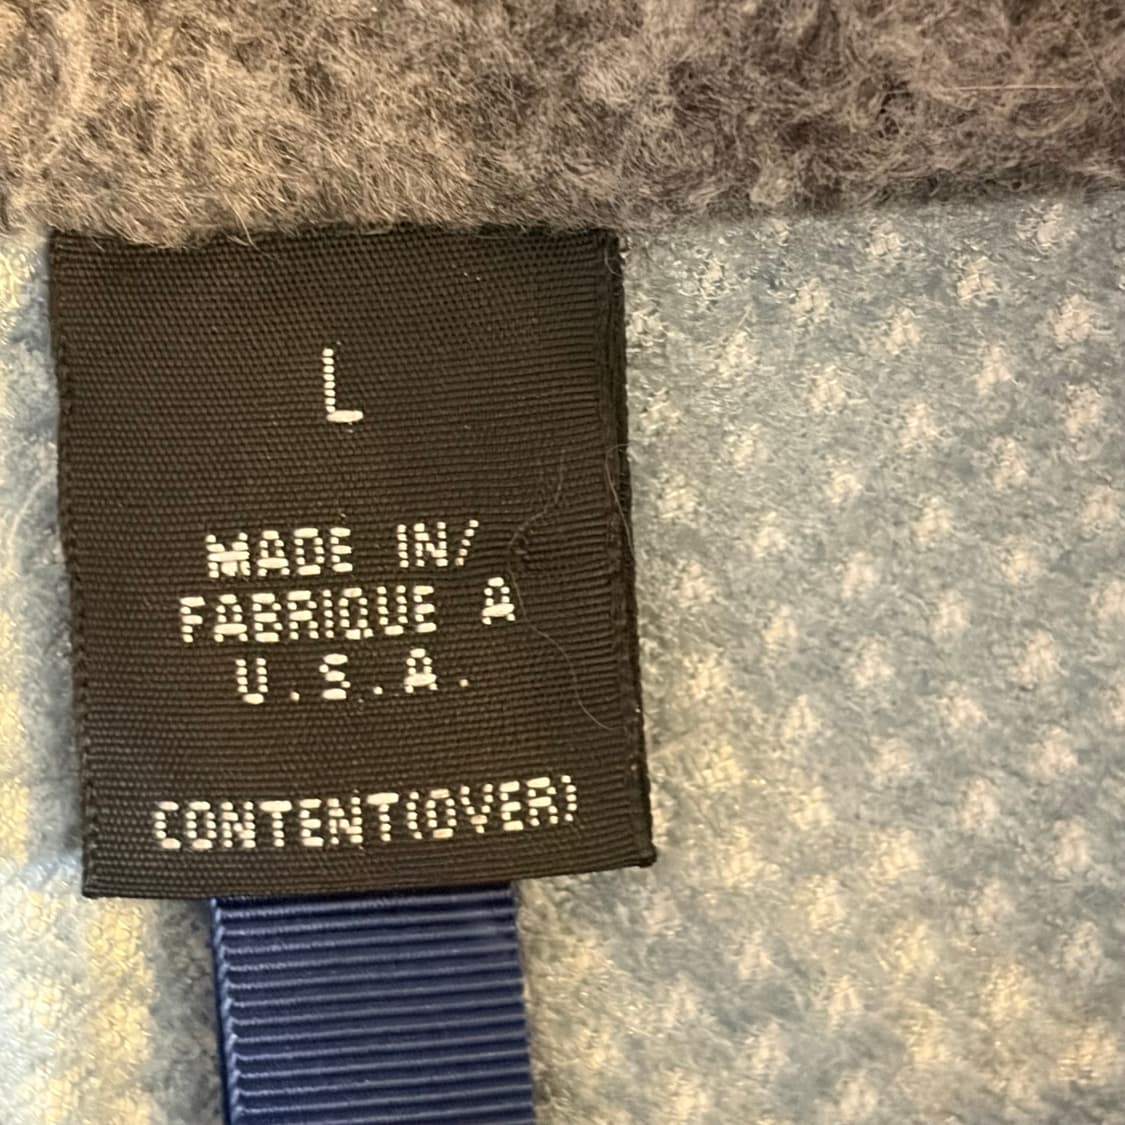 L
MADE IN/
FABRIQUE A
U.S.A.
CONTENT(OVER)